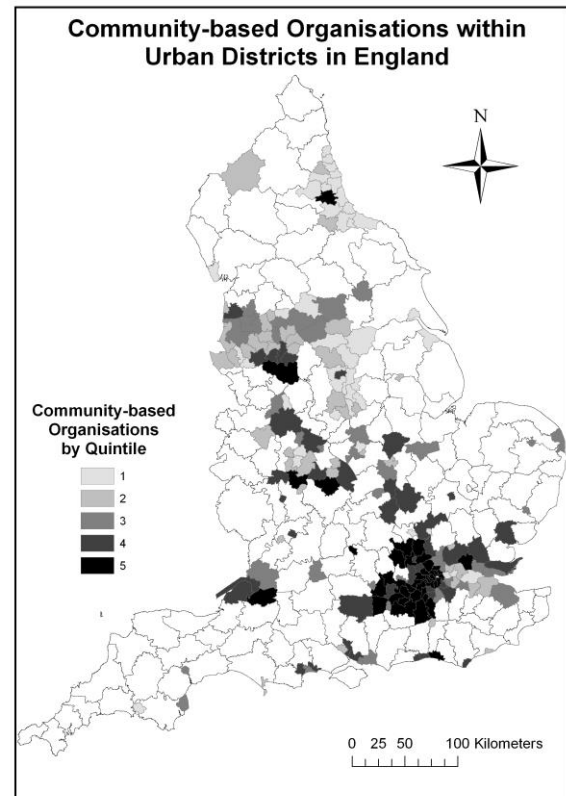 Community-based Organisations within
Urban Districts in England
N
Community-based
Organisations
by Quintile
1
2
3
4
5
0 25 50 100 Kilometers